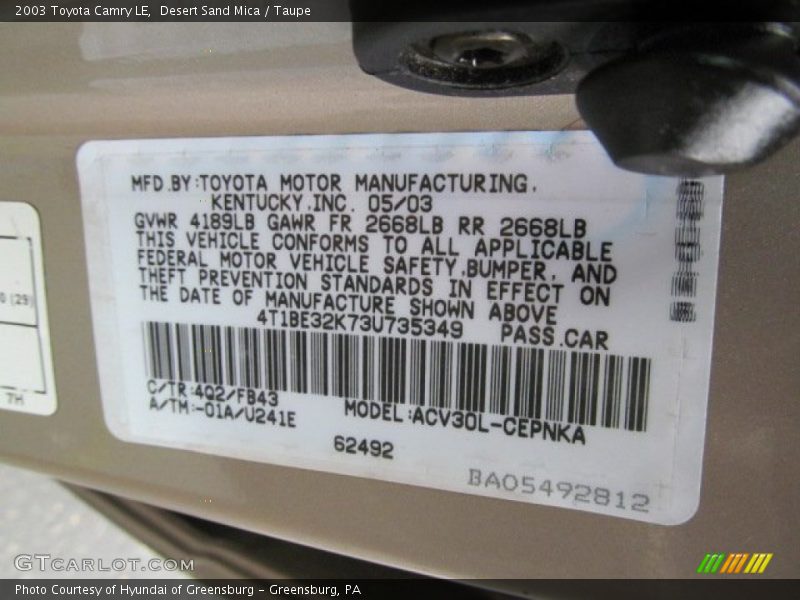 2003 Toyota Camry LE,  Desert Sand Mica / Taupe
MFD.BY:TOYOTA MOTOR MANUFACTURING,
KENTUCKY,INC. 05/03
GVWR 4189LB GAWR FR 2668LB RR 2668LB
THIS VEHICLE CONFORMS TO ALL APPLICABLE
FEDERAL MOTOR VEHICLE SAFETY,BUMPER, AND
THEFT PREVENTION STANDARDS IN EFFECT ON
THE DATE OF MANUFACTURE SHOWN ABOVE
4T1BE32K73U735349 PASS.CAR
C/TR:4Q2/FB43
A/TM:-01A/U241E
MODEL:ACV30L-CEPNKA
62492
BA05492812
(29)
TH
GTCARLOT.COM
Photo Courtesy of Hyundai of Greensburg - Greensburg, PA